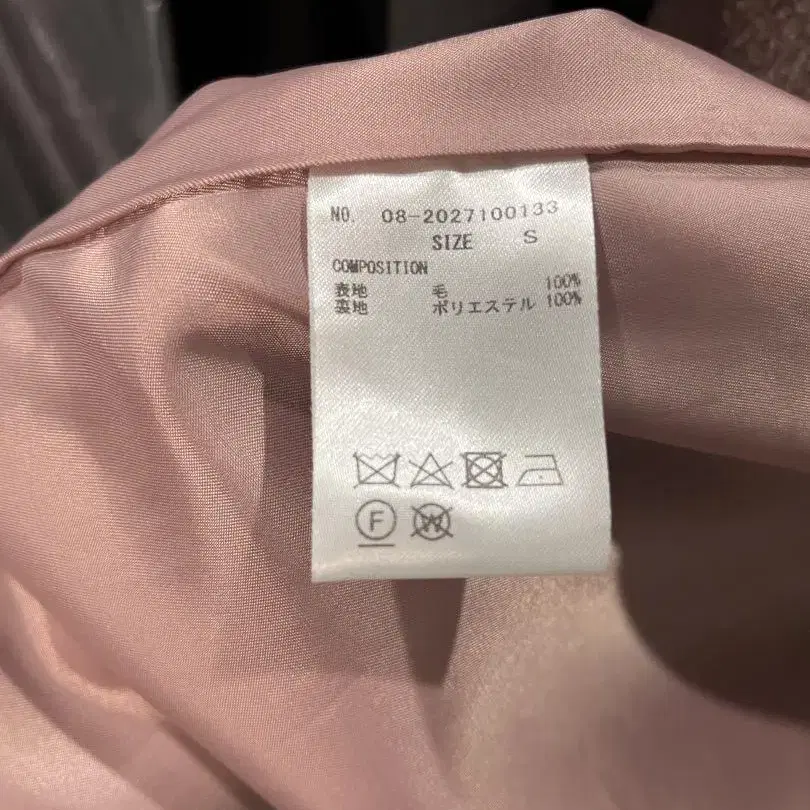 NO. 08-2027100133
SIZE S
COMPOSITION
表地 毛 100%
裏地 ポリエステル 100%
F W